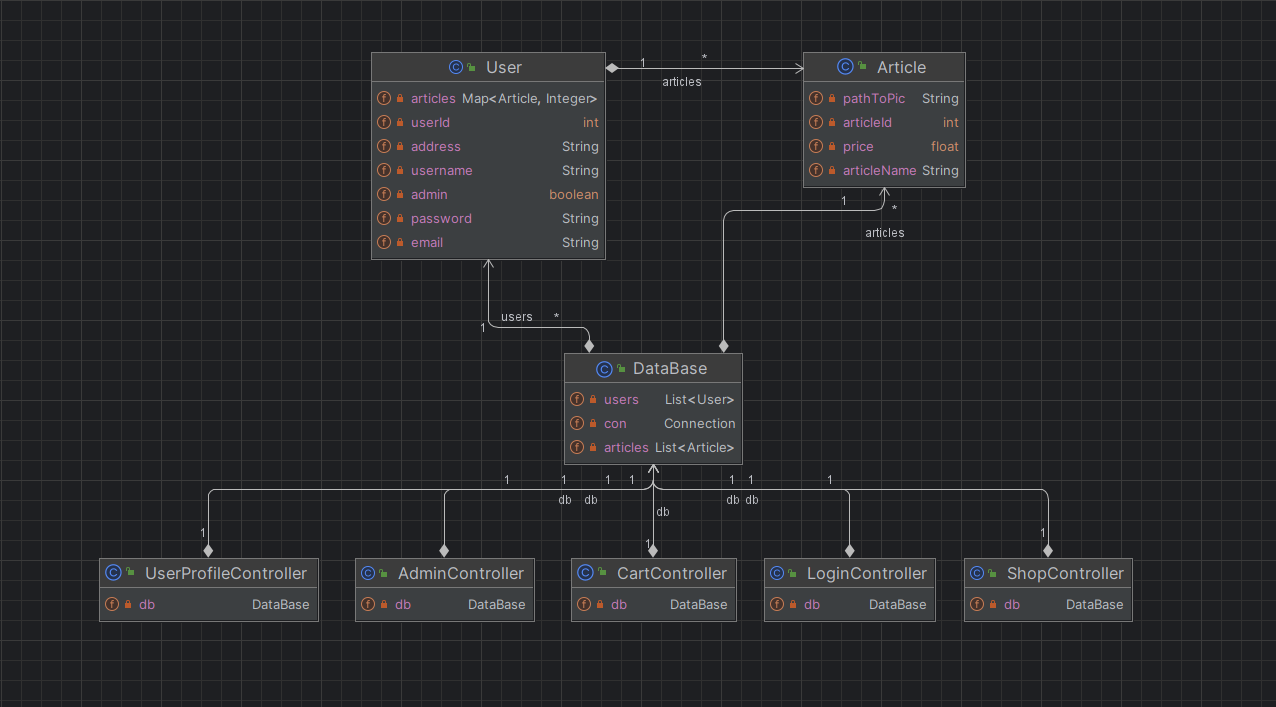 User
articles Map<Article, Integer>
userId int
address String
username String
admin boolean
password String
email String
1 *
articles
Article
pathToPic String
articleId int
price float
articleName String
1 *
articles
users *
1
DataBase
users List<User>
con Connection
articles List<Article>
1 1 1 1 1 1 1
db db db db
db
1 1 1
UserProfileController
db DataBase
AdminController
db DataBase
CartController
db DataBase
LoginController
db DataBase
ShopController
db DataBase